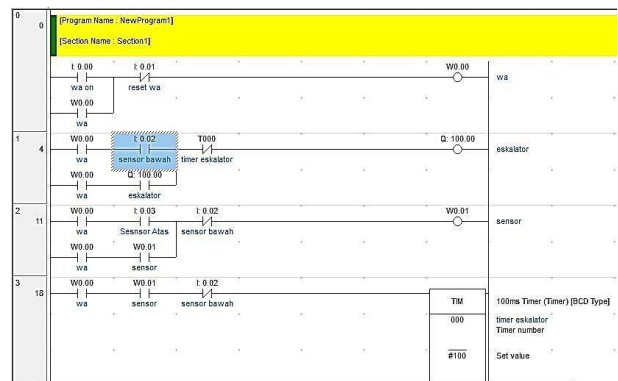 0
0
[Program Name : NewProgram1]
[Section Name : Section1]
I: 0.00 I: 0.01 W0.00
wa on reset wa wa
W0.00
wa
1
4
W0.00 I: 0.02 T000 Q: 100.00
wa sensor bawah timer eskalator eskalator
W0.00 Q: 100.00
wa eskalator
2
11
W0.00 I: 0.03 I: 0.02 W0.01
wa Sesnsor Atas sensor bawah sensor
W0.00 W0.01
wa sensor
3
18
W0.00 W0.01 I: 0.02
wa sensor sensor bawah
TIM 100ms Timer (Timer) [BCD Type]
000 timer eskalator
Timer number
#100 Set value